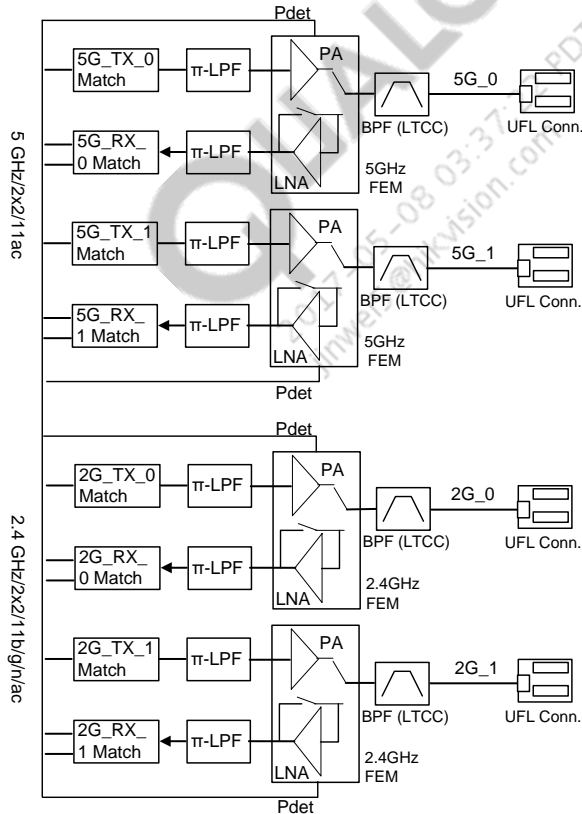 Pdet
5G_TX_0
Match
π-LPF
PA
5G_RX_
0 Match
π-LPF
LNA
5GHz
FEM
BPF (LTCC)
5G_0
UFL Conn.
5G_TX_1
Match
π-LPF
PA
5G_RX_
1 Match
π-LPF
LNA
5GHz
FEM
BPF (LTCC)
5G_1
UFL Conn.
Pdet
5 GHz/2x2/11ac
Pdet
2G_TX_0
Match
π-LPF
PA
2G_RX_
0 Match
π-LPF
LNA
2.4GHz
FEM
BPF (LTCC)
2G_0
UFL Conn.
2G_TX_1
Match
π-LPF
PA
2G_RX_
1 Match
π-LPF
LNA
2.4GHz
FEM
BPF (LTCC)
2G_1
UFL Conn.
Pdet
2.4 GHz/2x2/11b/g/n/ac